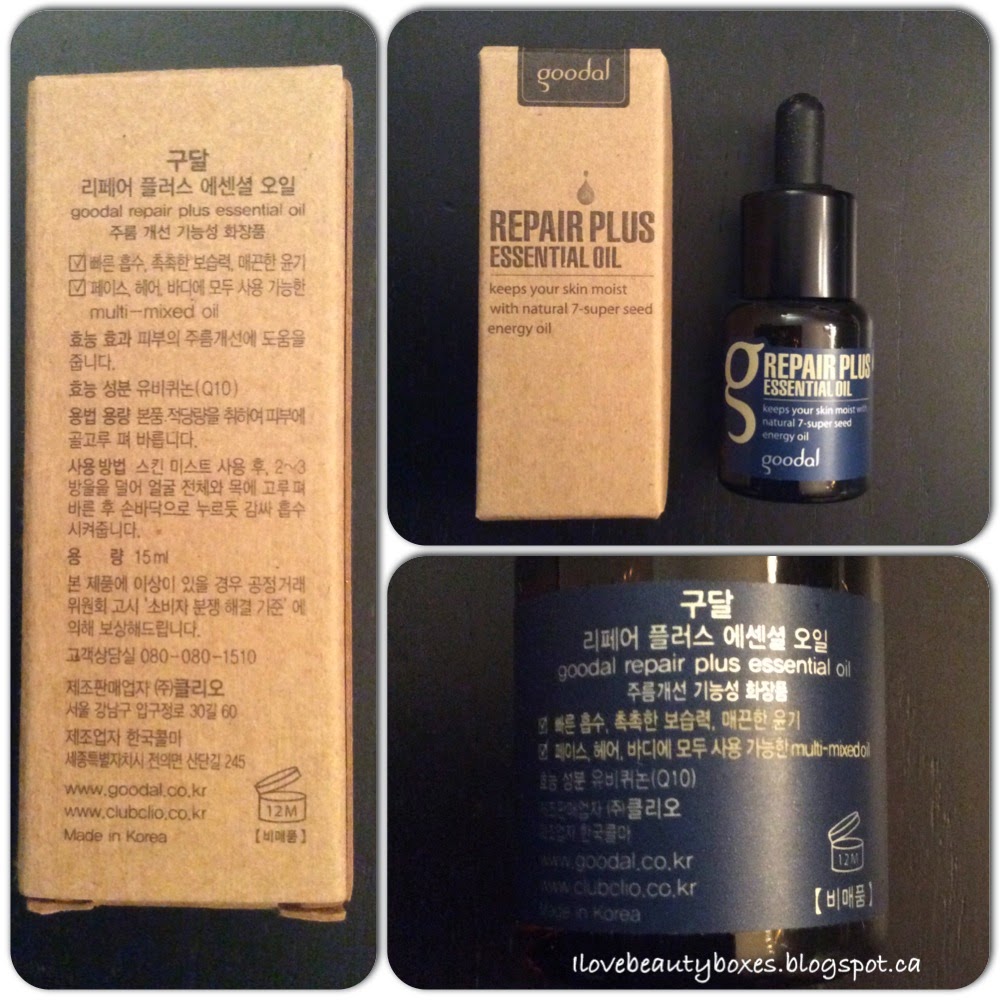 구달
리페어 플러스 에센셜 오일
goodal repair plus essential oil
주름 개선 기능성 화장품
빠른 흡수, 촉촉한 보습력, 매끈한 윤기
페이스, 헤어, 바디에 모두 사용 가능한
multi-mixed oil
효능 효과 피부의 주름개선에 도움을
줍니다.
효능 성분 유비퀴논(Q10)
용법 용량 본품 적당량을 취하여 피부에
골고루 펴 바릅니다.
사용방법 스킨 미스트 사용 후, 2~3
방울을 덜어 얼굴 전체와 목에 고루 펴
바른 후 손바닥으로 누르듯 감싸 흡수
시켜줍니다.
용 량 15ml
본 제품에 이상이 있을 경우 공정거래
위원회 고시 '소비자 분쟁 해결 기준' 에
의해 보상해드립니다.
고객상담실 080-080-1510
제조판매업자 (주)클리오
서울 강남구 압구정로 30길 60
제조업자 한국콜마
세종특별자치시 전의면 산단길 245
www.goodal.co.kr
www.clubclio.co.kr
Made in Korea
12M
[비매품]
goodal
REPAIR PLUS
ESSENTIAL OIL
keeps your skin moist
with natural 7-super seed
energy oil
g
REPAIR PLUS
ESSENTIAL OIL
keeps your skin moist with
natural 7-super seed
energy oil
goodal
구달
리페어 플러스 에센셜 오일
goodal repair plus essential oil
주름개선 기능성 화장품
빠른 흡수, 촉촉한 보습력, 매끈한 윤기
페이스, 헤어, 바디에 모두 사용 가능한 multi-mixed oil
효능 성분 유비퀴논(Q10)
제조판매업자 (주)클리오
제조업자 한국콜마
www.goodal.co.kr
www.clubclio.co.kr
Made in Korea
12M
[비매품]
Ilovebeautyboxes.blogspot.ca